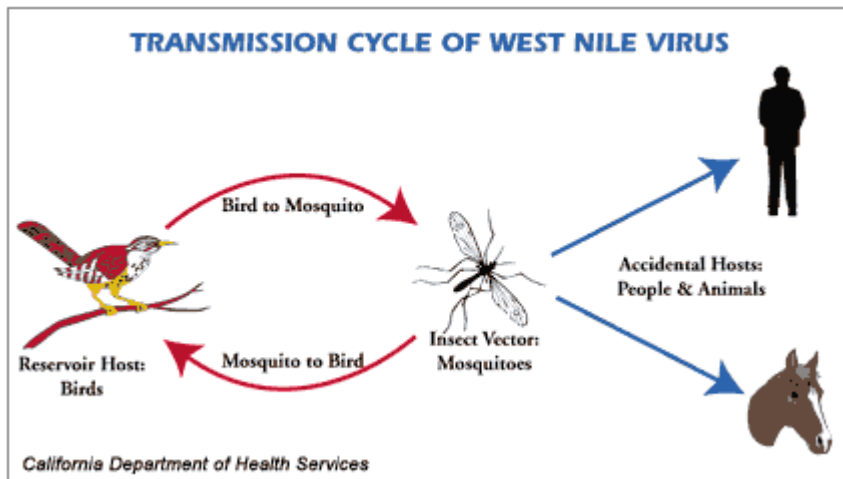 TRANSMISSION CYCLE OF WEST NILE VIRUS
Bird to Mosquito
Accidental Hosts:
People & Animals
Insect Vector:
Mosquitoes
Mosquito to Bird
Reservoir Host:
Birds
California Department of Health Services